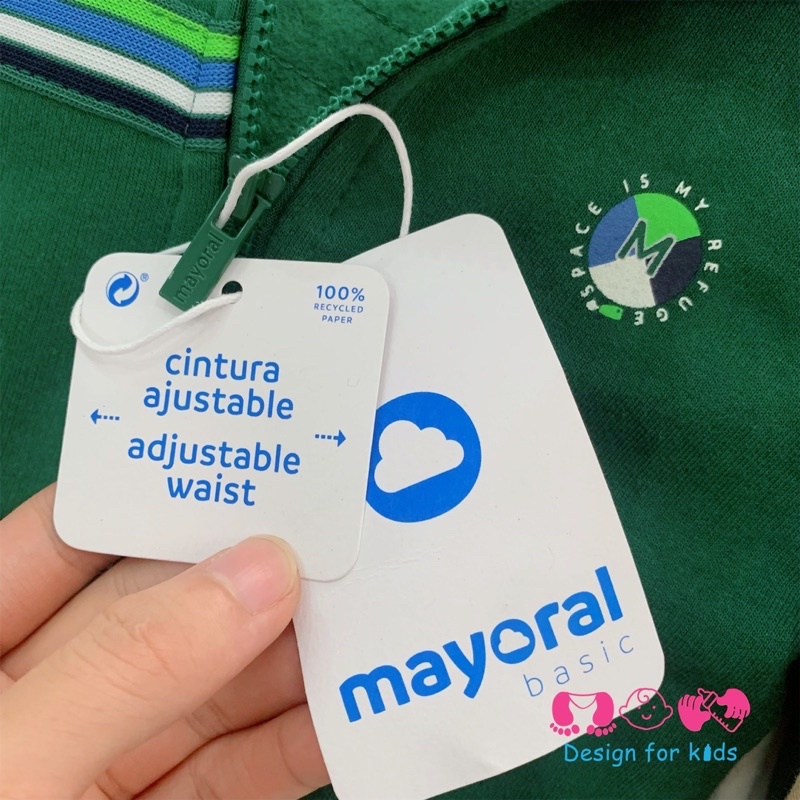 SPACE IS MY REFUGE
M
mayoral
®
100%
RECYCLED
PAPER
cintura
ajustable
adjustable
waist
mayoral
basic
Design for kids